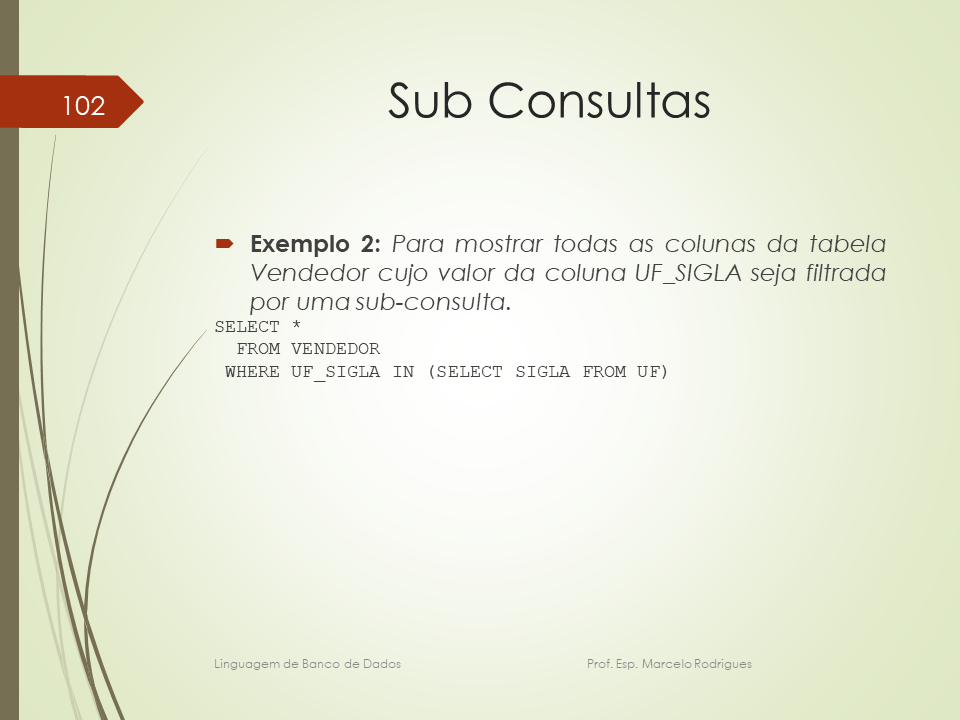 102
Sub Consultas
Exemplo 2: Para mostrar todas as colunas da tabela
Vendedor cujo valor da coluna UF_SIGLA seja filtrada
por uma sub-consulta.
SELECT *
  FROM VENDEDOR
 WHERE UF_SIGLA IN (SELECT SIGLA FROM UF)
Linguagem de Banco de Dados
Prof. Esp. Marcelo Rodrigues